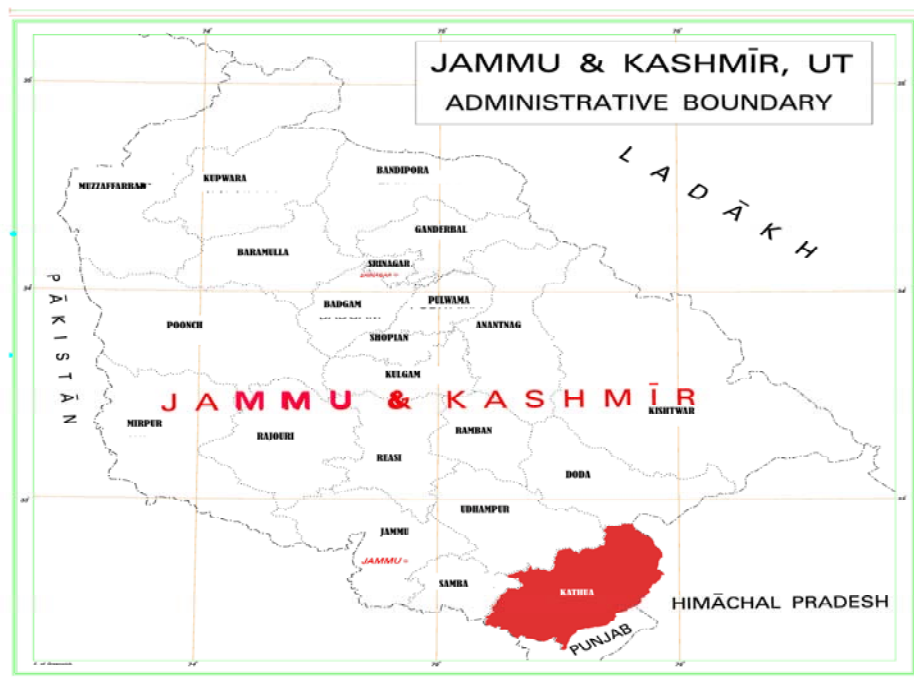 JAMMU & KASHMĪR, UT
ADMINISTRATIVE BOUNDARY
LADĀKH
BANDIPORA
KUPWARA
GANDERBAL
BARAMULLA
SRINAGAR
BADGAM
PULWAMA
POONCH
ANANTNAG
SHOPIAN
PĀKISTĀN
KULGAM
JAMMU & KASHMĪR
KISHTWAR
MIRPUR
RAJOURI
RAMBAN
REASI
DODA
UDHAMPUR
JAMMU
JAMMU
SAMBA
KATHUA
HIMĀCHAL PRADESH
PUNJAB